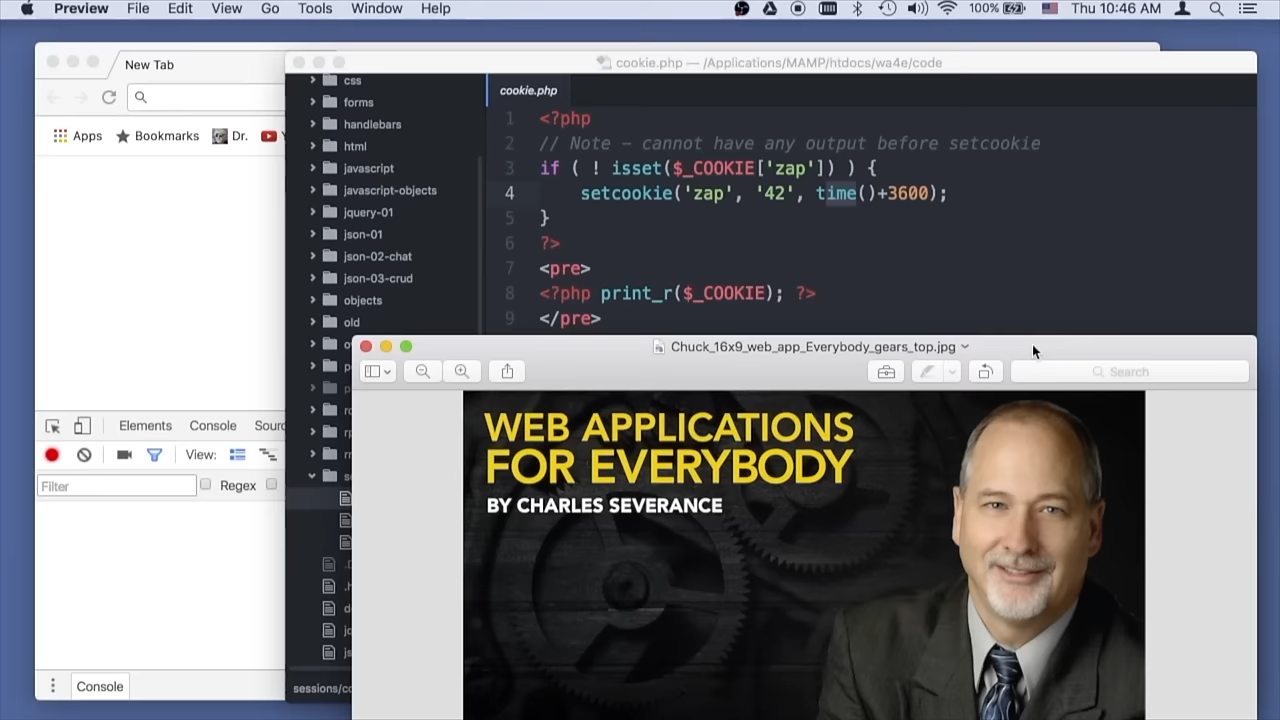 Preview File Edit View Go Tools Window Help 100% Thu 10:46 AM
New Tab
cookie.php — /Applications/MAMP/htdocs/wa4e/code
Apps Bookmarks Dr.
css
forms
handlebars
html
javascript
javascript-objects
jquery-01
json-01
json-02-chat
json-03-crud
objects
old
cookie.php
1 <?php
2 // Note - cannot have any output before setcookie
3 if ( ! isset($_COOKIE['zap']) ) {
4 setcookie('zap', '42', time()+3600);
5 }
6 ?>
7 <pre>
8 <?php print_r($_COOKIE); ?>
9 </pre>
Elements Console
View:
Filter Regex
Console
Chuck_16x9_web_app_Everybody_gears_top.jpg
Search
WEB APPLICATIONS
FOR EVERYBODY
BY CHARLES SEVERANCE